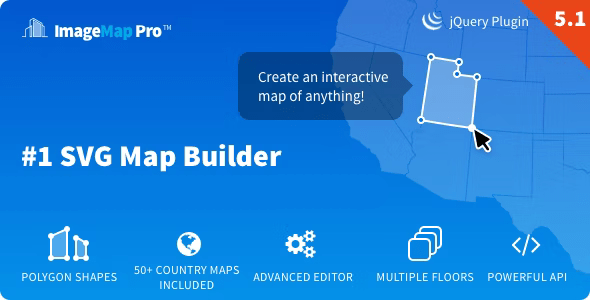 ImageMap Pro™
jQuery Plugin
5.1
Create an interactive
map of anything!
#1 SVG Map Builder
POLYGON SHAPES
50+ COUNTRY MAPS
INCLUDED
ADVANCED EDITOR
MULTIPLE FLOORS
POWERFUL API